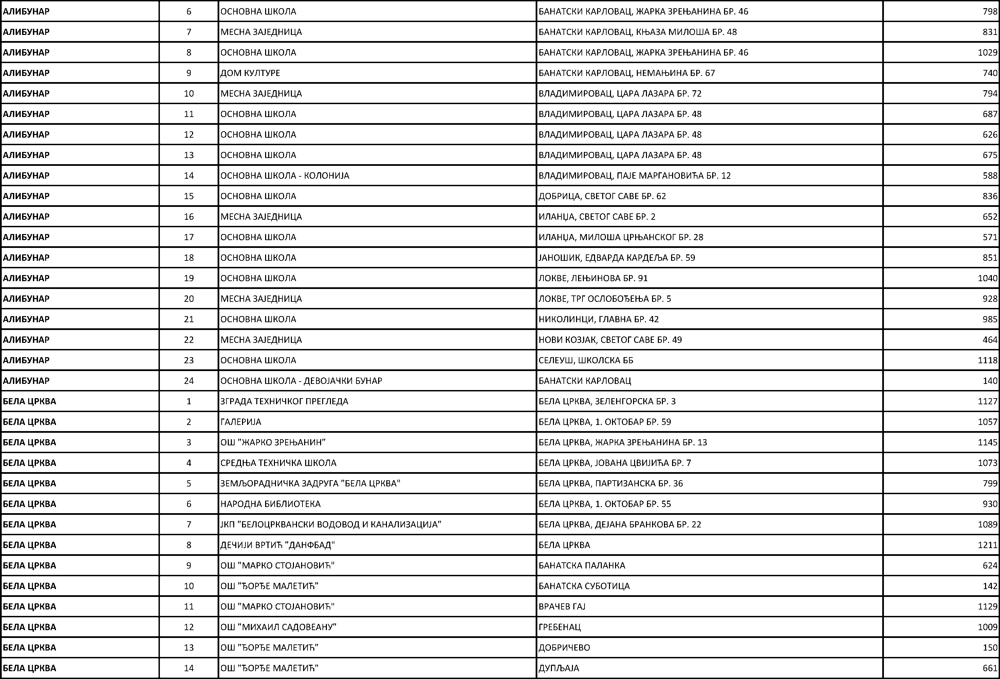 АЛИБУНАР 6 ОСНОВНА ШКОЛА БАНАТСКИ КАРЛОВАЦ, ЖАРКА ЗРЕЊАНИНА БР. 46 798
АЛИБУНАР 7 МЕСНА ЗАЈЕДНИЦА БАНАТСКИ КАРЛОВАЦ, КЊАЗА МИЛОША БР. 48 831
АЛИБУНАР 8 ОСНОВНА ШКОЛА БАНАТСКИ КАРЛОВАЦ, ЖАРКА ЗРЕЊАНИНА БР. 46 1029
АЛИБУНАР 9 ДОМ КУЛТУРЕ БАНАТСКИ КАРЛОВАЦ, НЕМАЊИНА БР. 67 740
АЛИБУНАР 10 МЕСНА ЗАЈЕДНИЦА ВЛАДИМИРОВАЦ, ЦАРА ЛАЗАРА БР. 72 794
АЛИБУНАР 11 ОСНОВНА ШКОЛА ВЛАДИМИРОВАЦ, ЦАРА ЛАЗАРА БР. 48 687
АЛИБУНАР 12 ОСНОВНА ШКОЛА ВЛАДИМИРОВАЦ, ЦАРА ЛАЗАРА БР. 48 626
АЛИБУНАР 13 ОСНОВНА ШКОЛА ВЛАДИМИРОВАЦ, ЦАРА ЛАЗАРА БР. 48 675
АЛИБУНАР 14 ОСНОВНА ШКОЛА - КОЛОНИЈА ВЛАДИМИРОВАЦ, ПАЈЕ МАРГАНОВИЋА БР. 12 588
АЛИБУНАР 15 ОСНОВНА ШКОЛА ДОБРИЦА, СВЕТОГ САВЕ БР. 62 836
АЛИБУНАР 16 МЕСНА ЗАЈЕДНИЦА ИЛАНЏА, СВЕТОГ САВЕ БР. 2 652
АЛИБУНАР 17 ОСНОВНА ШКОЛА ИЛАНЏА, МИЛОША ЦРЊАНСКОГ БР. 28 571
АЛИБУНАР 18 ОСНОВНА ШКОЛА ЈАНОШИК, ЕДВАРДА КАРДЕЉА БР. 59 851
АЛИБУНАР 19 ОСНОВНА ШКОЛА ЛОКВЕ, ЛЕЊИНОВА БР. 91 1040
АЛИБУНАР 20 МЕСНА ЗАЈЕДНИЦА ЛОКВЕ, ТРГ ОСЛОБОЂЕЊА БР. 5 928
АЛИБУНАР 21 ОСНОВНА ШКОЛА НИКОЛИНЦИ, ГЛАВНА БР. 42 985
АЛИБУНАР 22 МЕСНА ЗАЈЕДНИЦА НОВИ КОЗЈАК, СВЕТОГ САВЕ БР. 49 464
АЛИБУНАР 23 ОСНОВНА ШКОЛА СЕЛЕУШ, ШКОЛСКА ББ 1118
АЛИБУНАР 24 ОСНОВНА ШКОЛА - ДЕВОЈАЧКИ БУНАР БАНАТСКИ КАРЛОВАЦ 140
БЕЛА ЦРКВА 1 ЗГРАДА ТЕХНИЧКОГ ПРЕГЛЕДА БЕЛА ЦРКВА, ЗЕЛЕНГОРСКА БР. 3 1127
БЕЛА ЦРКВА 2 ГАЛЕРИЈА БЕЛА ЦРКВА, 1. ОКТОБАР БР. 59 1057
БЕЛА ЦРКВА 3 ОШ "ЖАРКО ЗРЕЊАНИН" БЕЛА ЦРКВА, ЖАРКА ЗРЕЊАНИНА БР. 13 1145
БЕЛА ЦРКВА 4 СРЕДЊА ТЕХНИЧКА ШКОЛА БЕЛА ЦРКВА, ЈОВАНА ЦВИЈИЋА БР. 7 1073
БЕЛА ЦРКВА 5 ЗЕМЉОРАДНИЧКА ЗАДРУГА "БЕЛА ЦРКВА" БЕЛА ЦРКВА, ПАРТИЗАНСКА БР. 36 799
БЕЛА ЦРКВА 6 НАРОДНА БИБЛИОТЕКА БЕЛА ЦРКВА, 1. ОКТОБАР БР. 55 930
БЕЛА ЦРКВА 7 ЈКП "БЕЛОЦРКВАНСКИ ВОДОВОД И КАНАЛИЗАЦИЈА" БЕЛА ЦРКВА, ДЕЈАНА БРАНКОВА БР. 22 1089
БЕЛА ЦРКВА 8 ДЕЧИЈИ ВРТИЋ "ДАНФБАД" БЕЛА ЦРКВА 1211
БЕЛА ЦРКВА 9 ОШ "МАРКО СТОЈАНОВИЋ" БАНАТСКА ПАЛАНКА 624
БЕЛА ЦРКВА 10 ОШ "ЂОРЂЕ МАЛЕТИЋ" БАНАТСКА СУБОТИЦА 142
БЕЛА ЦРКВА 11 ОШ "МАРКО СТОЈАНОВИЋ" ВРАЧЕВ ГАЈ 1129
БЕЛА ЦРКВА 12 ОШ "МИХАИЛ САДОВЕАНУ" ГРЕБЕНАЦ 1009
БЕЛА ЦРКВА 13 ОШ "ЂОРЂЕ МАЛЕТИЋ" ДОБРИЧЕВО 150
БЕЛА ЦРКВА 14 ОШ "ЂОРЂЕ МАЛЕТИЋ" ДУПЉАЈА 661